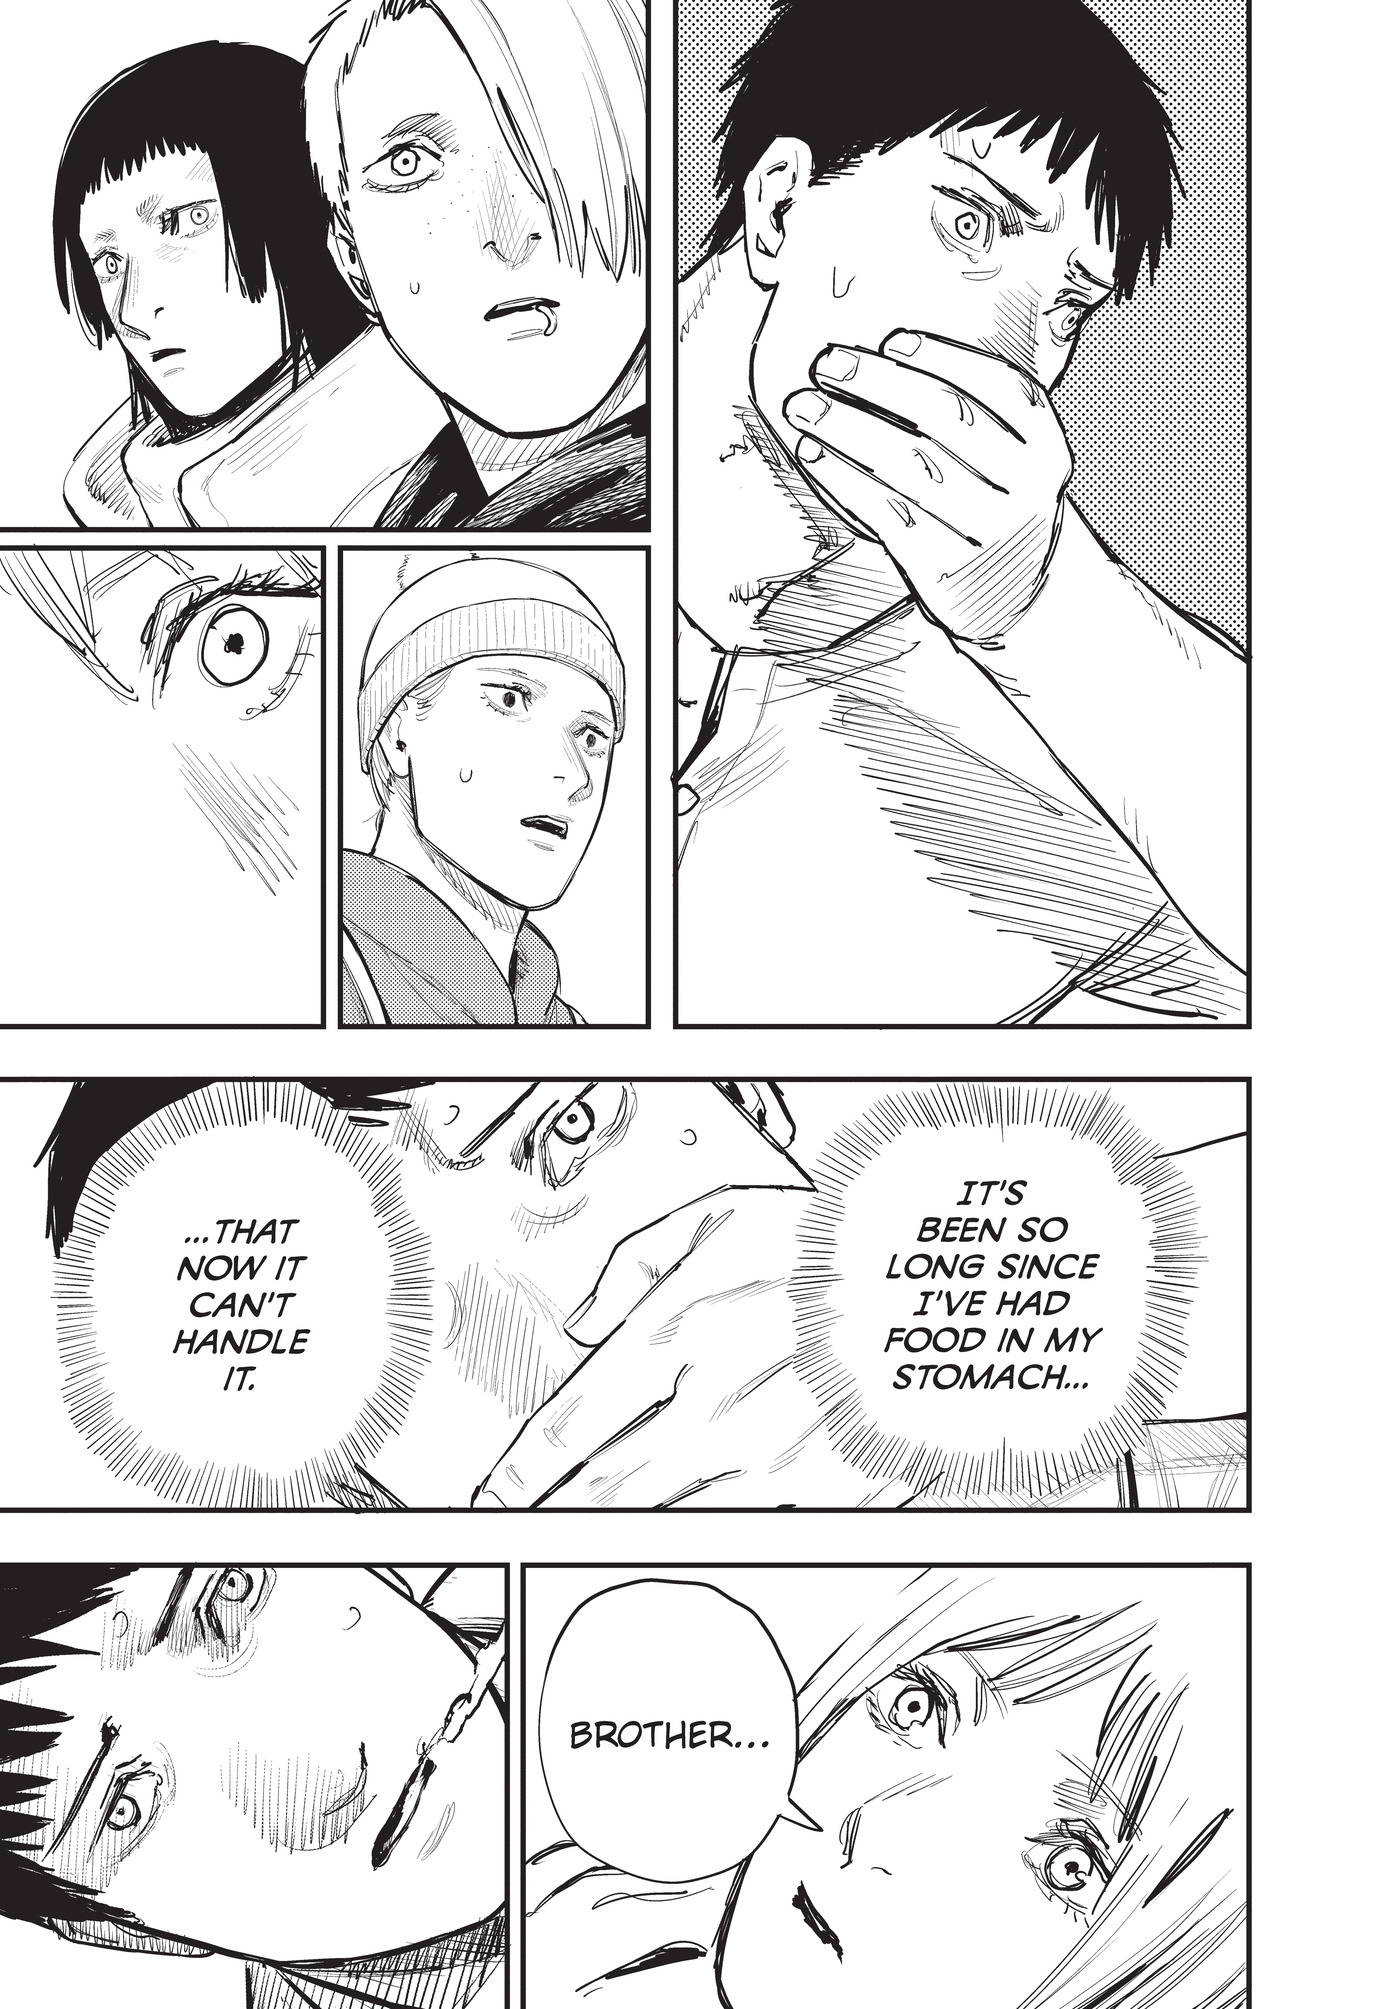 IT'S
BEEN SO
LONG SINCE
I'VE HAD
FOOD IN MY
STOMACH...
...THAT
NOW IT
CAN'T
HANDLE
IT.
BROTHER...